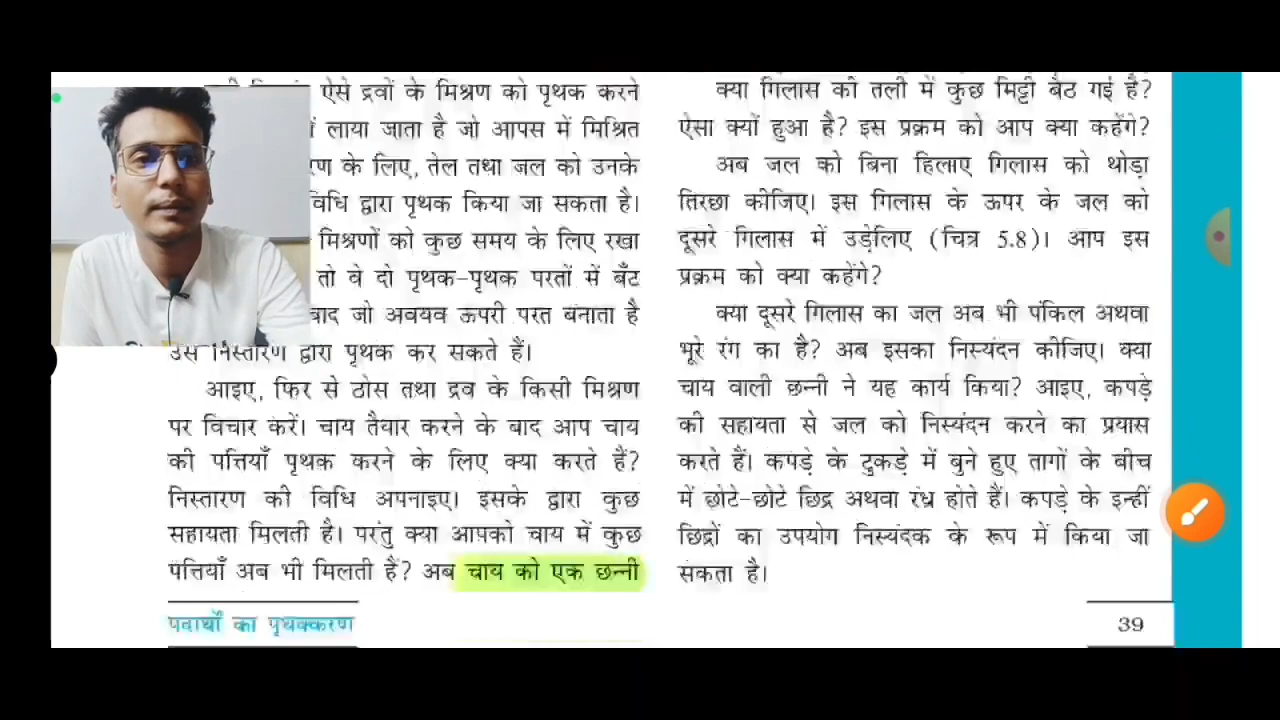 ऐसे द्रवों के मिश्रण को पृथक करने
लाया जाता है जो आपस में मिश्रित
के लिए, तेल तथा जल को उनके
विधि द्वारा पृथक किया जा सकता है।
मिश्रणों को कुछ समय के लिए रखा
तो वे दो पृथक-पृथक परतों में बँट
बाद जो अवयव ऊपरी परत बनाता है
उसे निस्तारण द्वारा पृथक कर सकते हैं।
आइए, फिर से ठोस तथा द्रव के किसी मिश्रण
पर विचार करें। चाय तैयार करने के बाद आप चाय
की पत्तियाँ पृथक करने के लिए क्या करते हैं?
निस्तारण की विधि अपनाइए। इसके द्वारा कुछ
सहायता मिलती है। परंतु क्या आपको चाय में कुछ
पत्तियाँ अब भी मिलती हैं? अब चाय को एक छन्नी
पदार्थों का पृथक्करण
क्या गिलास की तली में कुछ मिट्टी बैठ गई है?
ऐसा क्यों हुआ है? इस प्रक्रम को आप क्या कहेंगे?
अब जल को बिना हिलाए गिलास को थोड़ा
तिरछा कीजिए। इस गिलास के ऊपर के जल को
दूसरे गिलास में उड़ेलिए (चित्र 5.8)। आप इस
प्रक्रम को क्या कहेंगे?
क्या दूसरे गिलास का जल अब भी पंकिल अथवा
भूरे रंग का है? अब इसका निस्यंदन कीजिए। क्या
चाय वाली छन्नी ने यह कार्य किया? आइए, कपड़े
की सहायता से जल को निस्यंदन करने का प्रयास
करते हैं। कपड़े के टुकड़े में बुने हुए तागों के बीच
में छोटे-छोटे छिद्र अथवा रंध्र होते हैं। कपड़े के इन्हीं
छिद्रों का उपयोग निस्यंदक के रूप में किया जा
सकता है।
39